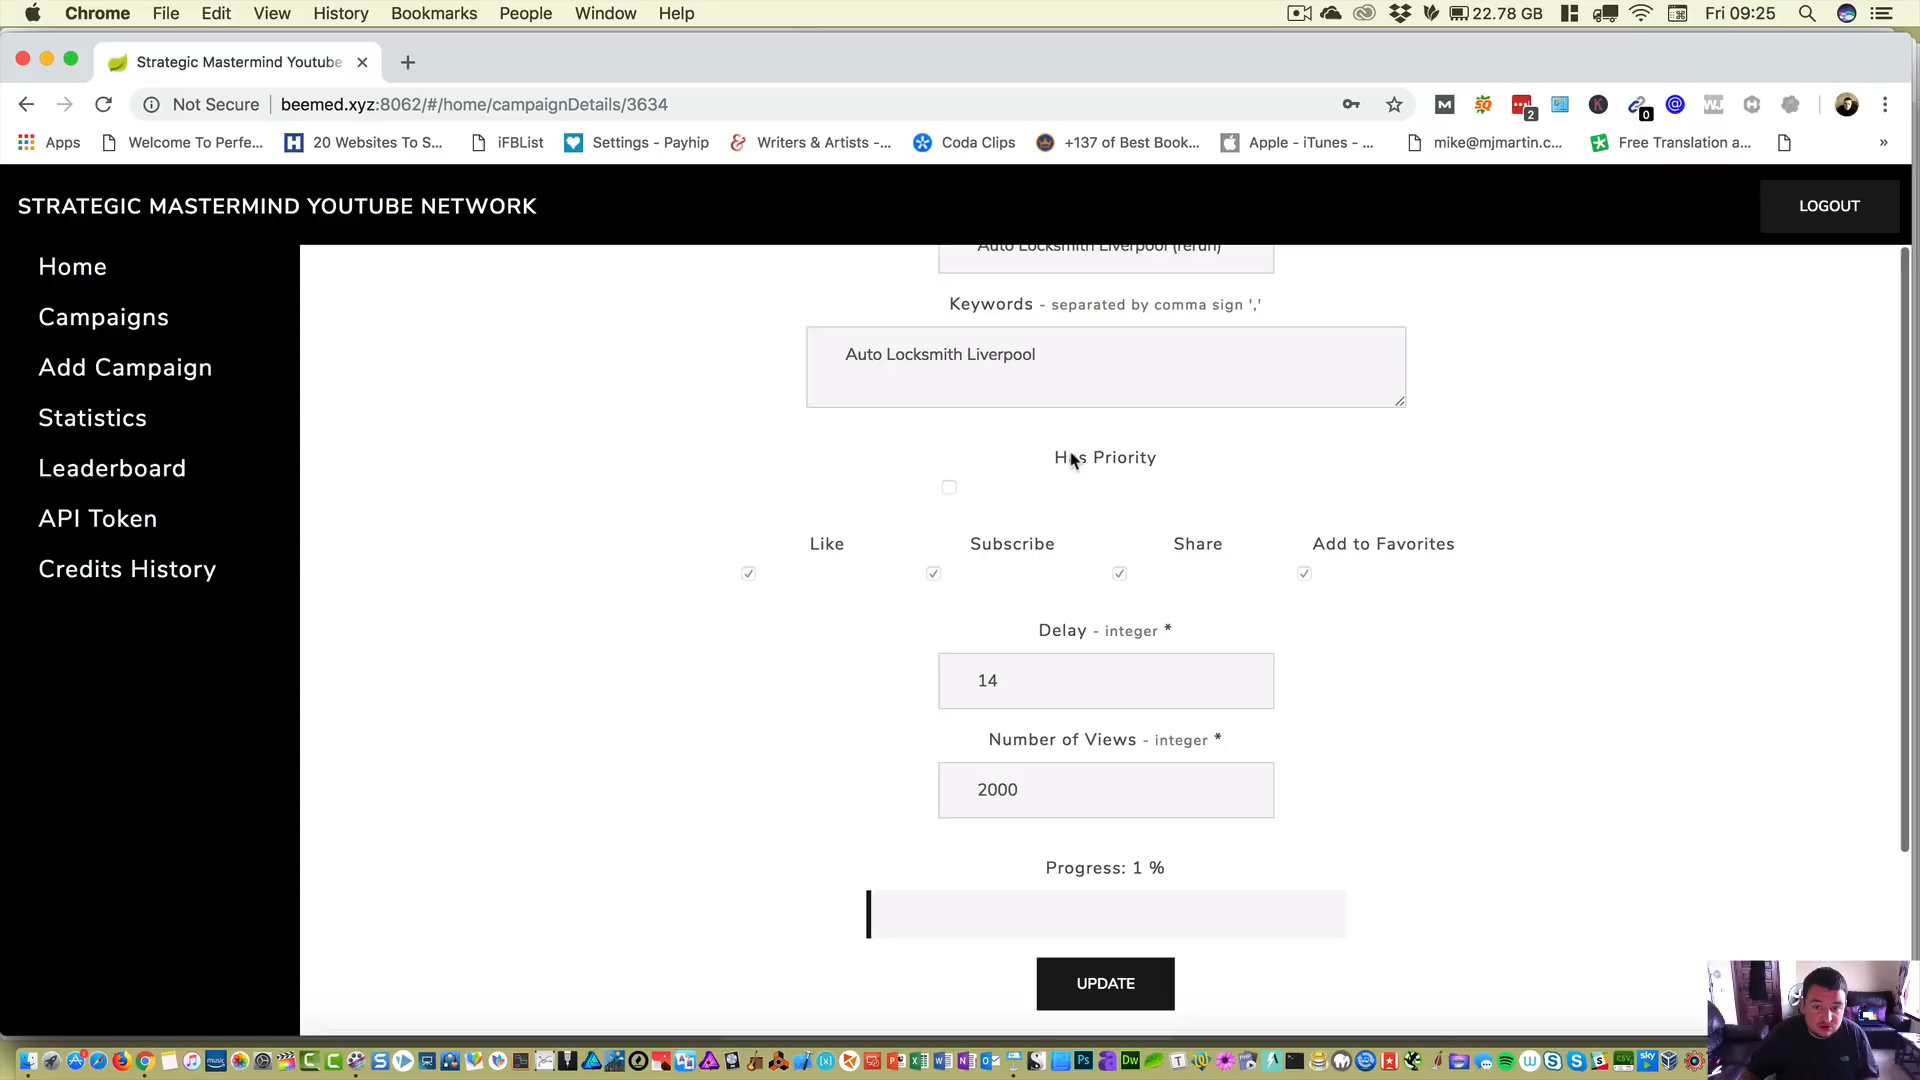 Chrome File Edit View History Bookmarks People Window Help 22.78 GB Fri 09:25
Strategic Mastermind Youtube
Not Secure beemed.xyz:8062/#/home/campaignDetails/3634
Apps Welcome To Perfe... 20 Websites To S... iFBList Settings - Payhip Writers & Artists -... Coda Clips +137 of Best Book... Apple - iTunes - ... mike@mjmartin.c... Free Translation a... »
STRATEGIC MASTERMIND YOUTUBE NETWORK LOGOUT
Home
Campaigns
Add Campaign
Statistics
Leaderboard
API Token
Credits History
Auto Locksmith Liverpool (rerun)
Keywords - separated by comma sign ','
Auto Locksmith Liverpool
Has Priority
Like Subscribe Share Add to Favorites
Delay - integer *
14
Number of Views - integer *
2000
Progress: 1 %
UPDATE